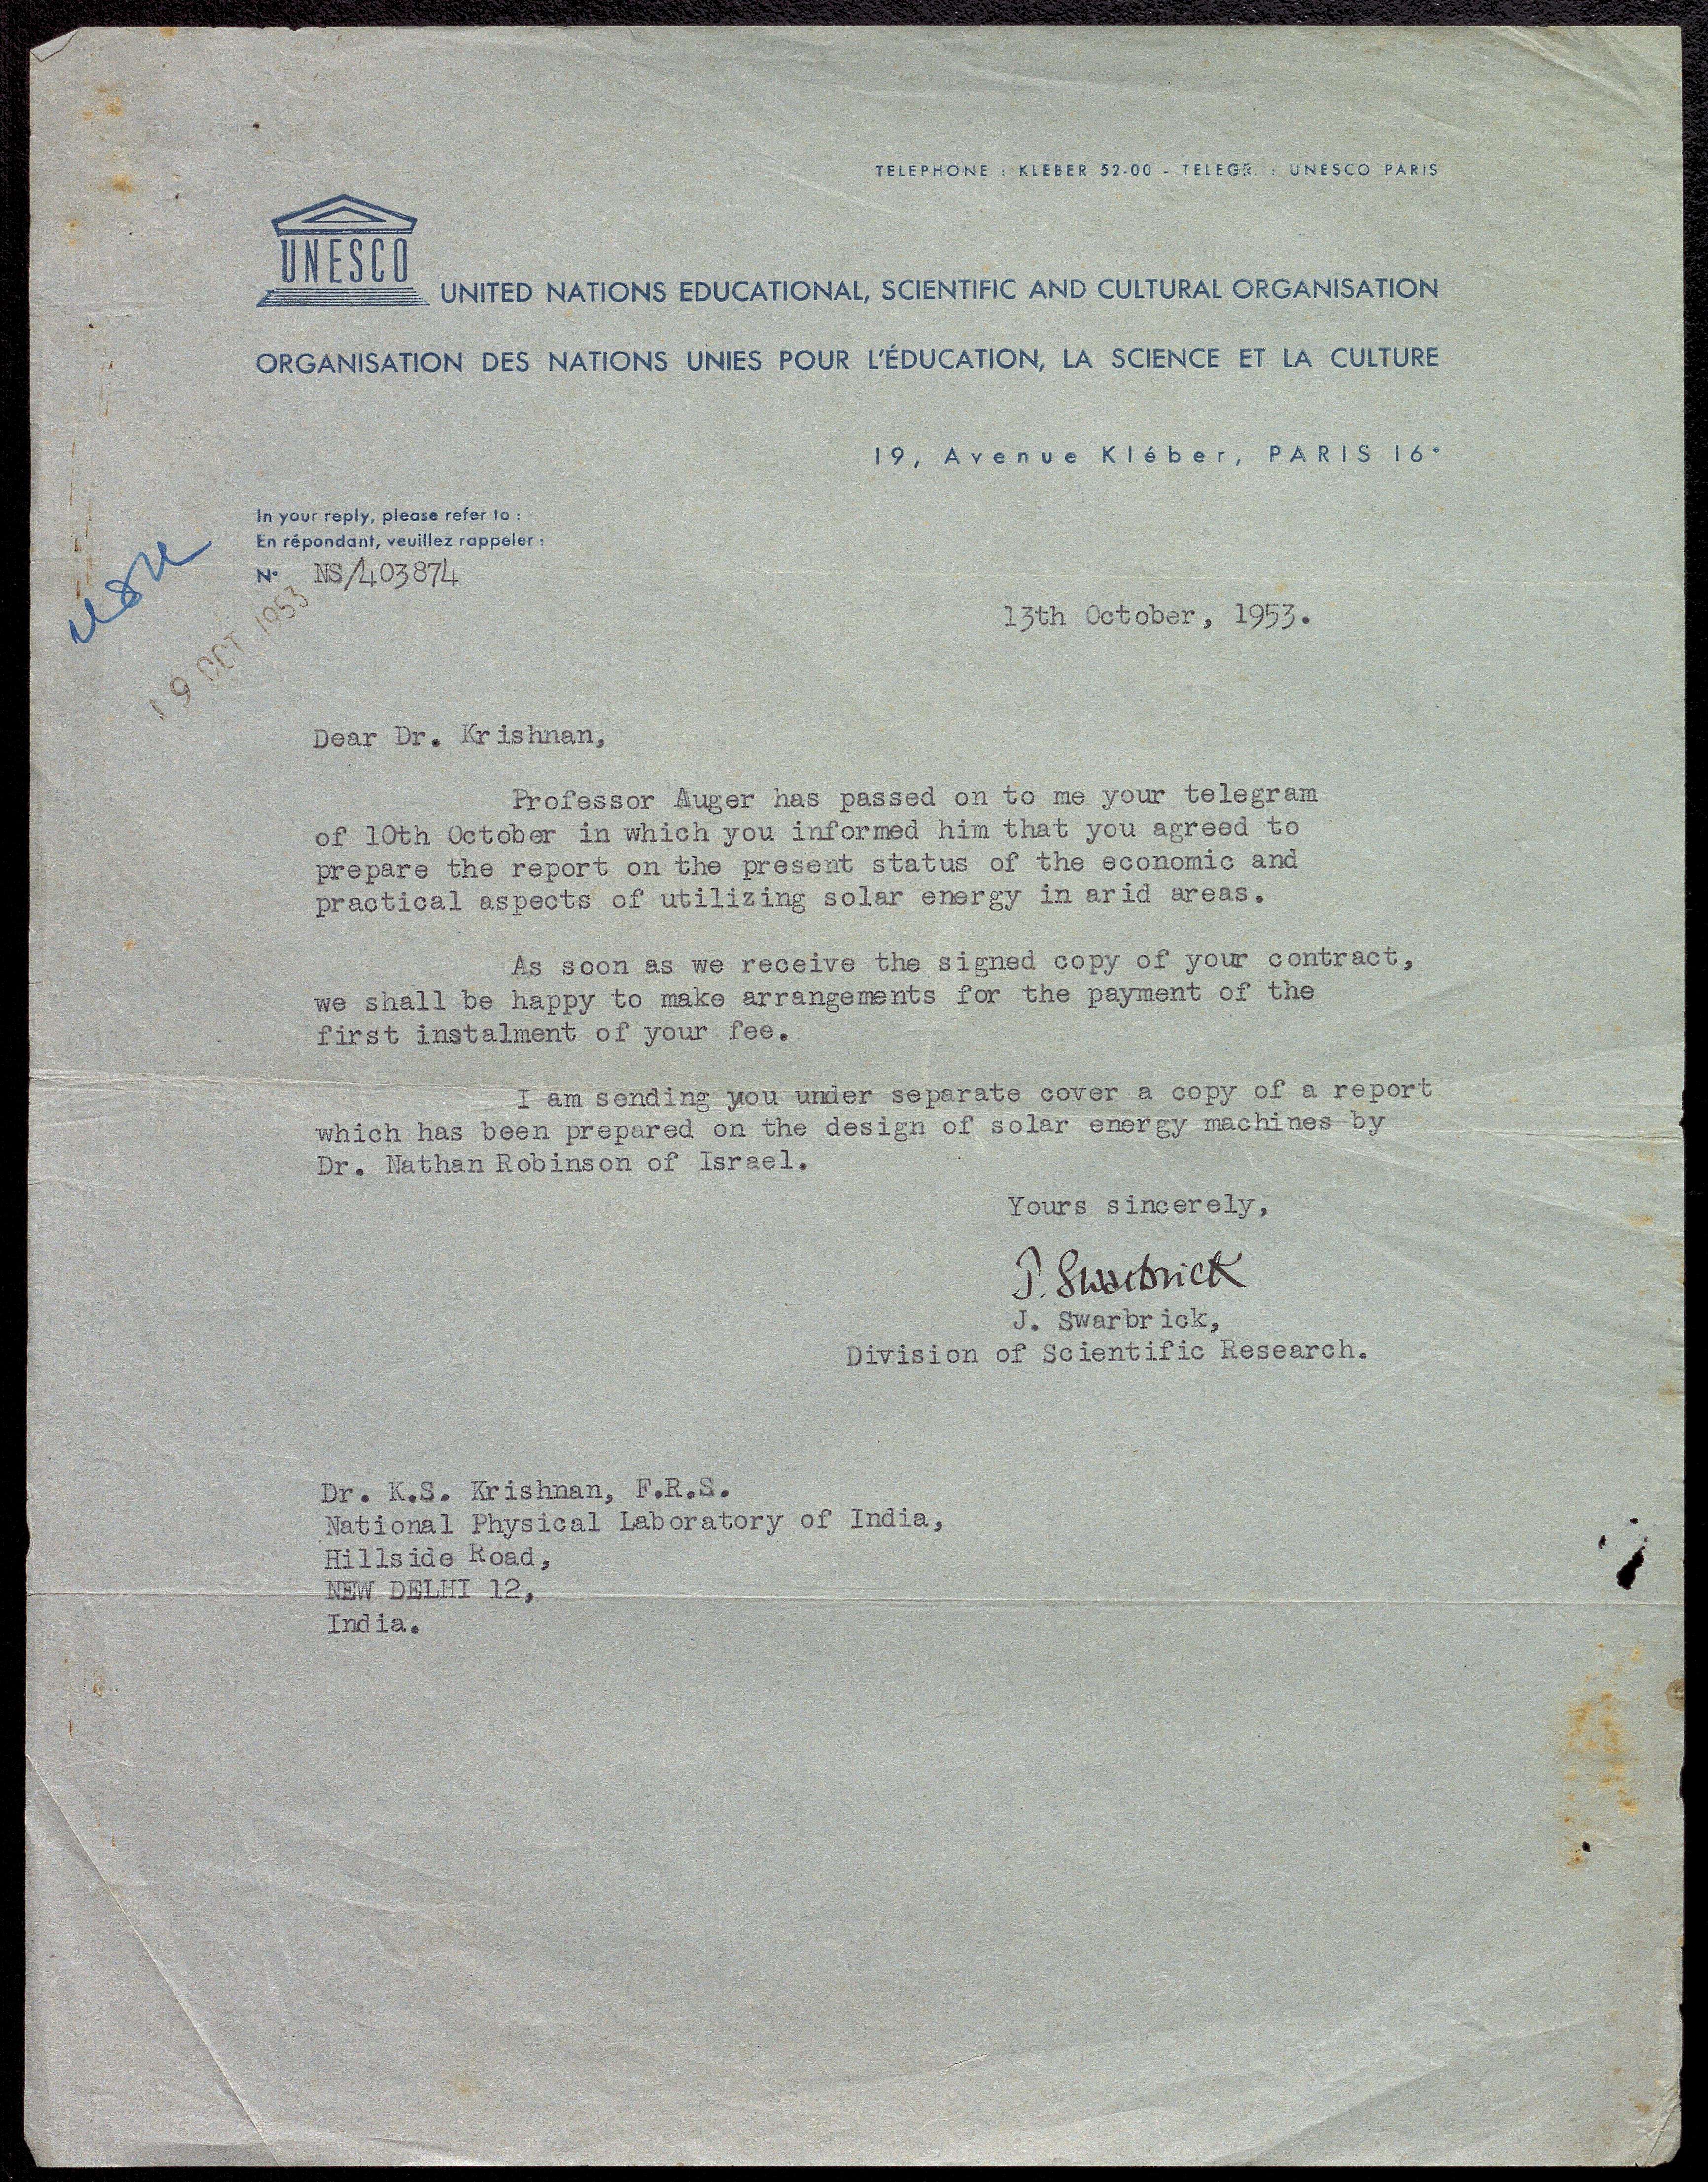 TELEPHONE : KLEBER 52-00 - TELEGR. : UNESCO PARIS
UNESCO
UNITED NATIONS EDUCATIONAL, SCIENTIFIC AND CULTURAL ORGANISATION
ORGANISATION DES NATIONS UNIES POUR L'ÉDUCATION, LA SCIENCE ET LA CULTURE
19, Avenue Kléber, PARIS 16e
In your reply, please refer to :
En répondant, veuillez rappeler :
No NS/403874
19 OCT 1953
13th October, 1953.
Dear Dr. Krishnan,
Professor Auger has passed on to me your telegram
of 10th October in which you informed him that you agreed to
prepare the report on the present status of the economic and
practical aspects of utilizing solar energy in arid areas.
As soon as we receive the signed copy of your contract,
we shall be happy to make arrangements for the payment of the
first instalment of your fee.
I am sending you under separate cover a copy of a report
which has been prepared on the design of solar energy machines by
Dr. Nathan Robinson of Israel.
Yours sincerely,
J. Swarbrick
J. Swarbrick,
Division of Scientific Research.
Dr. K.S. Krishnan, F.R.S.
National Physical Laboratory of India,
Hillside Road,
NEW DELHI 12,
India.